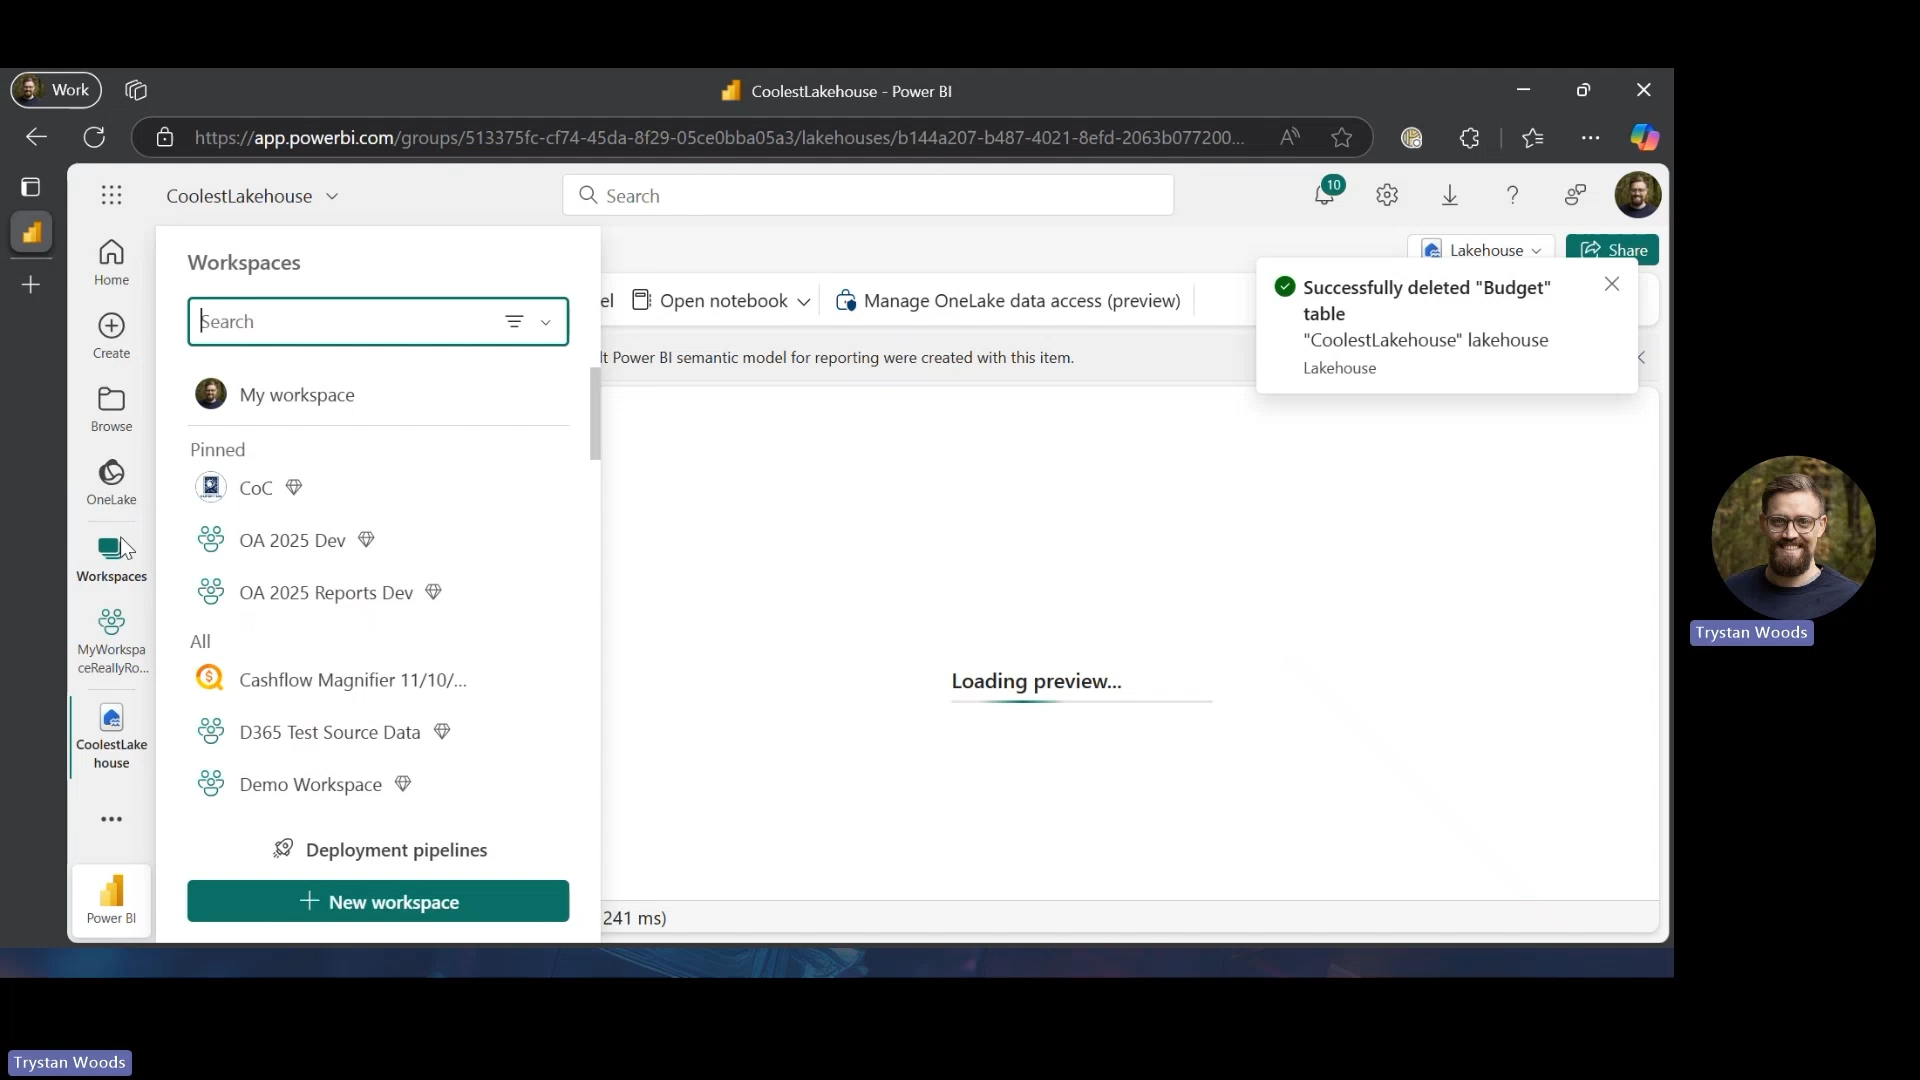 Work
CoolestLakehouse - Power BI
https://app.powerbi.com/groups/513375fc-cf74-45da-8f29-05ce0bba05a3/lakehouses/b144a207-b487-4021-8efd-2063b077200...
CoolestLakehouse
Search
10
Home
Create
Browse
OneLake
Workspaces
MyWorkspa
ceReallyRo...
CoolestLake
house
Power BI
Workspaces
Search
My workspace
Pinned
CoC
OA 2025 Dev
OA 2025 Reports Dev
All
Cashflow Magnifier 11/10/...
D365 Test Source Data
Demo Workspace
Deployment pipelines
New workspace
Lakehouse
Share
el
Open notebook
Manage OneLake data access (preview)
lt Power BI semantic model for reporting were created with this item.
Successfully deleted "Budget"
table
"CoolestLakehouse" lakehouse
Lakehouse
Loading preview...
241 ms)
Trystan Woods
Trystan Woods